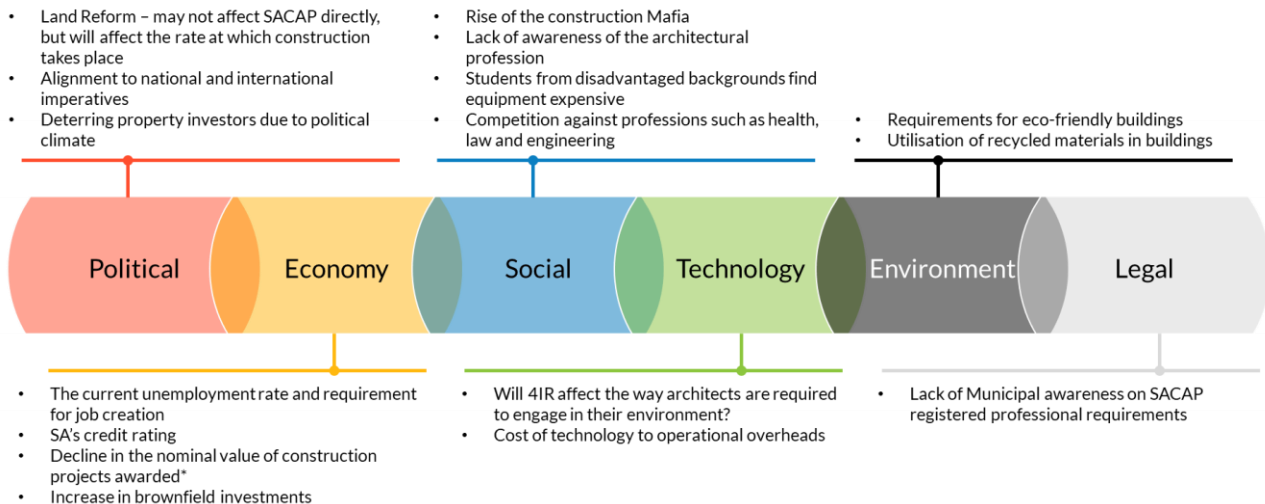 • Land Reform – may not affect SACAP directly,
but will affect the rate at which construction
takes place
• Alignment to national and international
imperatives
• Deterring property investors due to political
climate
• Rise of the construction Mafia
• Lack of awareness of the architectural
profession
• Students from disadvantaged backgrounds find
equipment expensive
• Competition against professions such as health,
law and engineering
• Requirements for eco-friendly buildings
• Utilisation of recycled materials in buildings
Political
Economy
Social
Technology
Environment
Legal
• The current unemployment rate and requirement
for job creation
• SA's credit rating
• Decline in the nominal value of construction
projects awarded*
• Increase in brownfield investments
• Will 4IR affect the way architects are required
to engage in their environment?
• Cost of technology to operational overheads
• Lack of Municipal awareness on SACAP
registered professional requirements